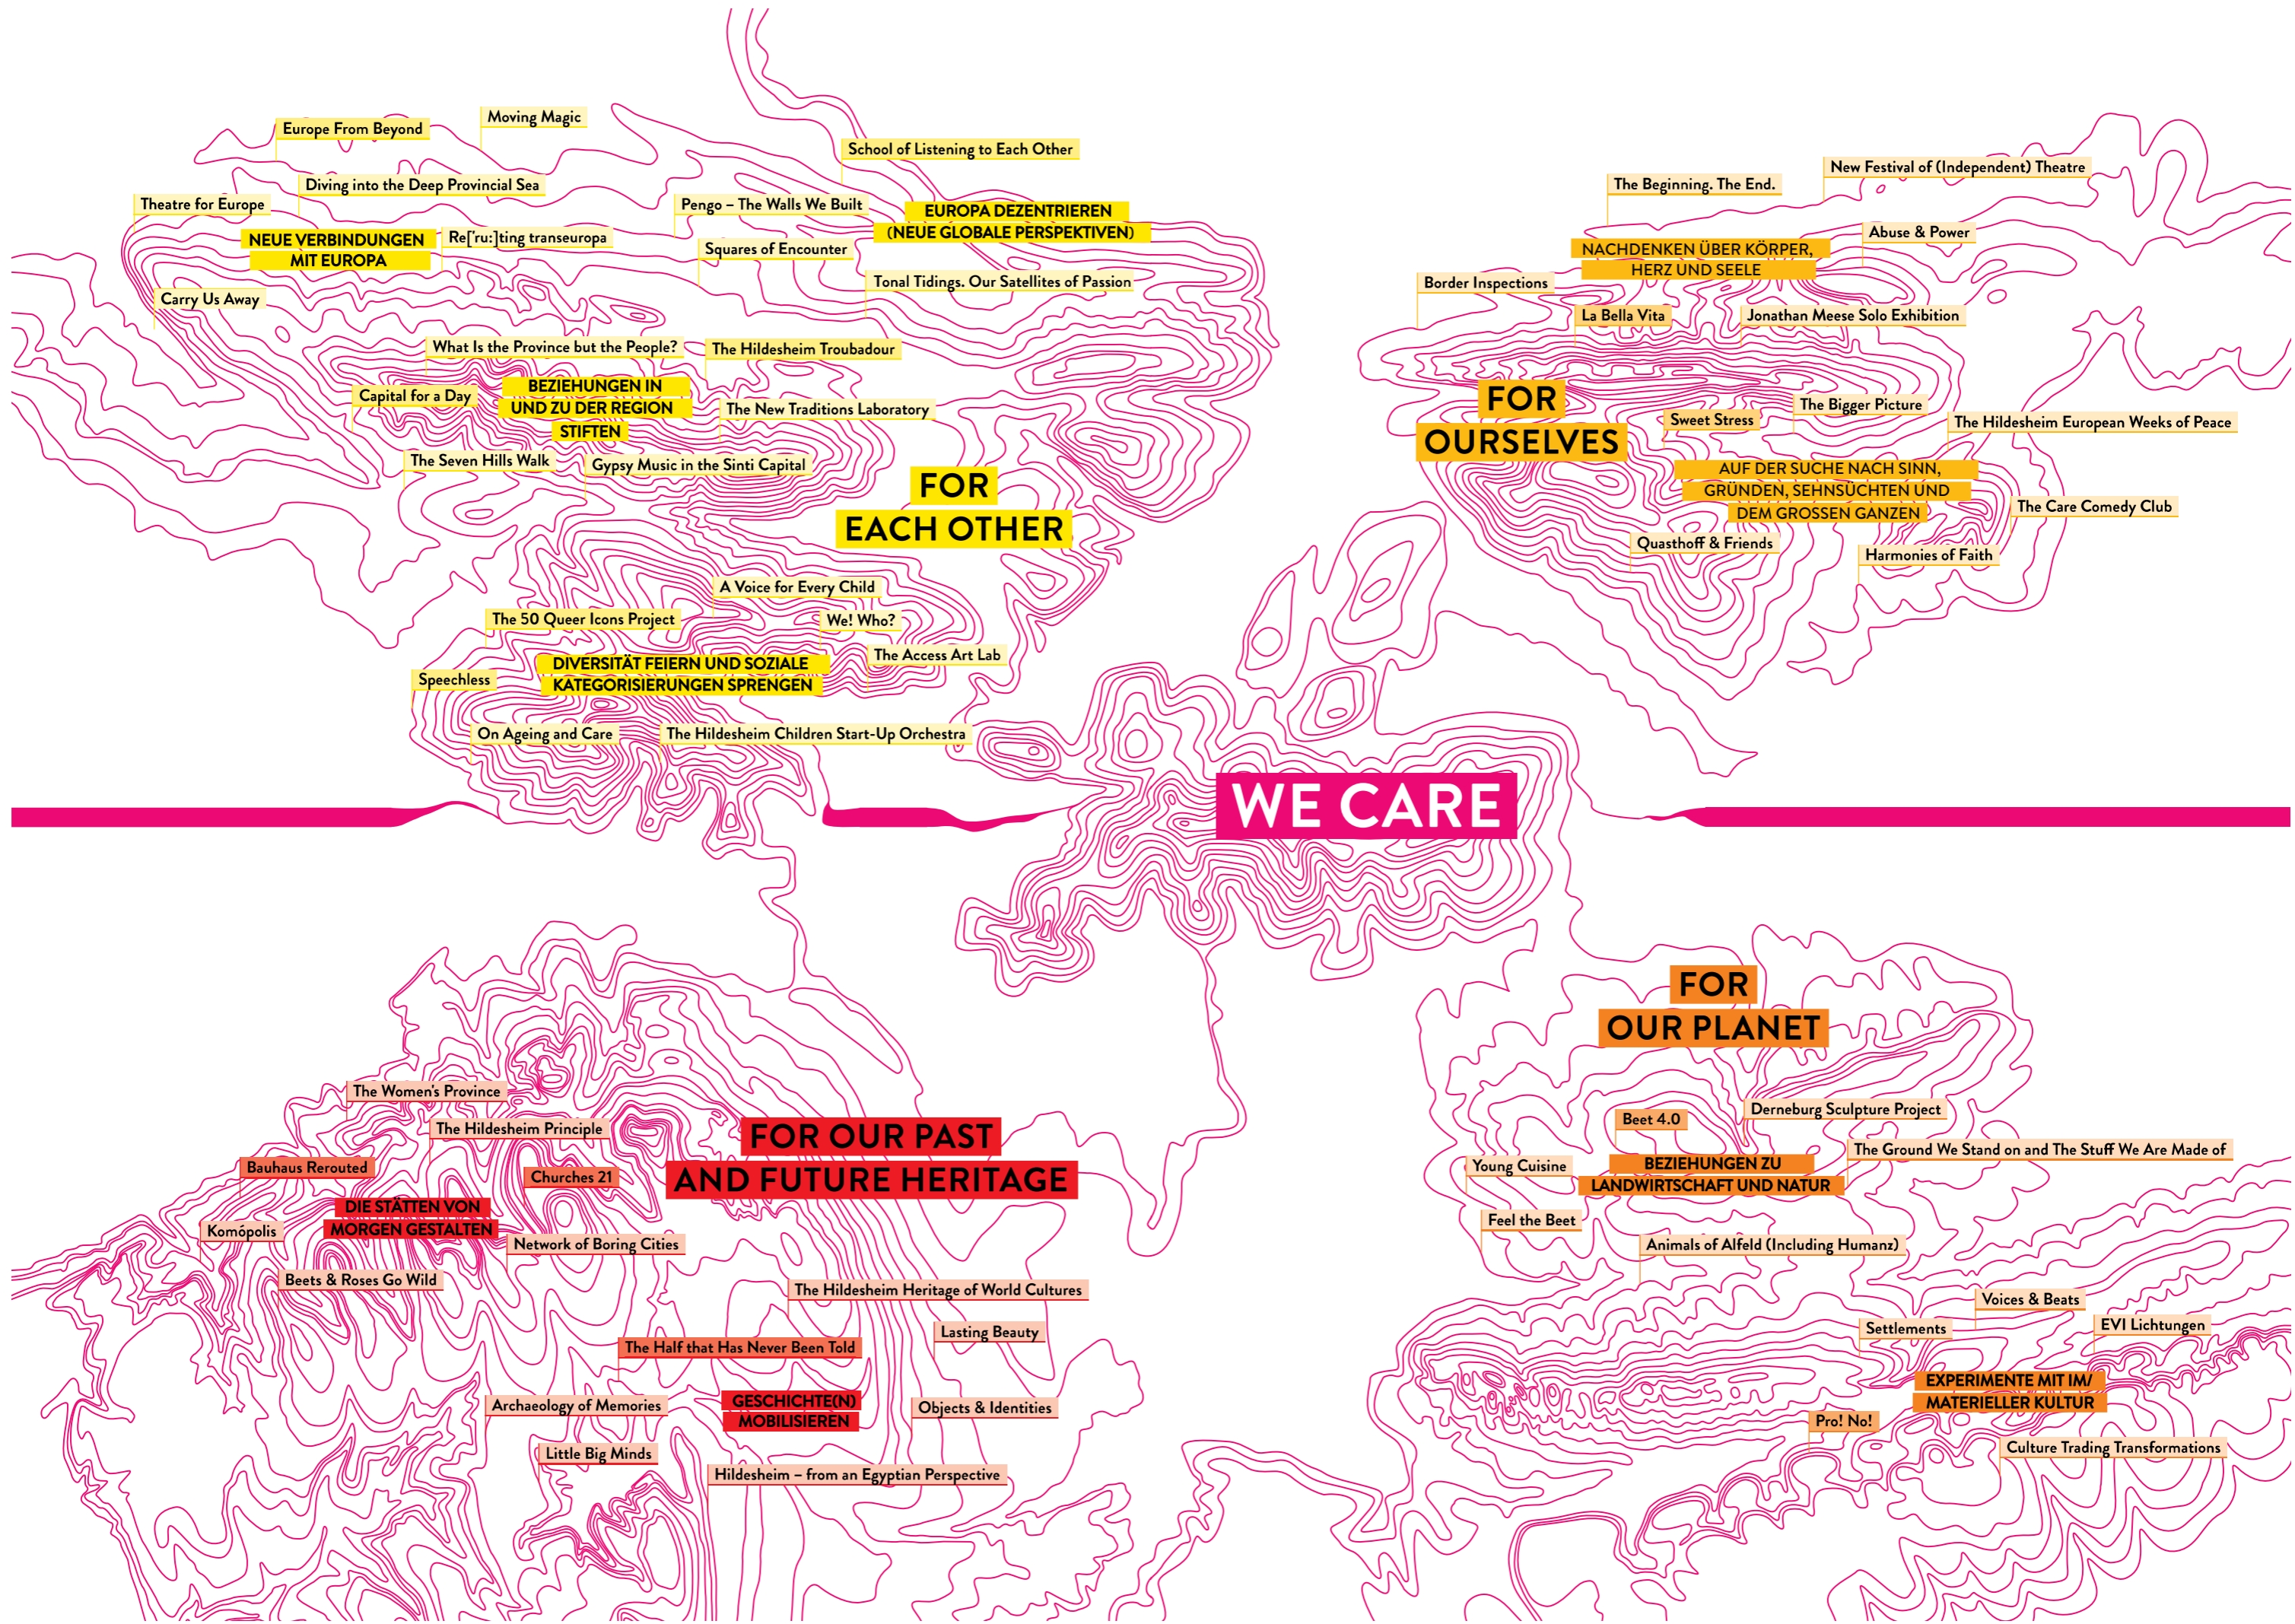 Moving Magic
Europe From Beyond
School of Listening to Each Other
Diving into the Deep Provincial Sea
Theatre for Europe
Pengo – The Walls We Built
EUROPA DEZENTRIEREN
(NEUE GLOBALE PERSPEKTIVEN)
NEUE VERBINDUNGEN
MIT EUROPA
Re['ru:]ting transeuropa
Squares of Encounter
Tonal Tidings. Our Satellites of Passion
Carry Us Away
What Is the Province but the People?
The Hildesheim Troubadour
Capital for a Day
BEZIEHUNGEN IN
UND ZU DER REGION
STIFTEN
The New Traditions Laboratory
The Seven Hills Walk
Gypsy Music in the Sinti Capital
FOR
EACH OTHER
A Voice for Every Child
The 50 Queer Icons Project
We! Who?
The Access Art Lab
DIVERSITÄT FEIERN UND SOZIALE
KATEGORISIERUNGEN SPRENGEN
Speechless
On Ageing and Care
The Hildesheim Children Start-Up Orchestra
New Festival of (Independent) Theatre
The Beginning. The End.
Abuse & Power
NACHDENKEN ÜBER KÖRPER,
HERZ UND SEELE
Border Inspections
La Bella Vita
Jonathan Meese Solo Exhibition
FOR
OURSELVES
The Bigger Picture
Sweet Stress
The Hildesheim European Weeks of Peace
AUF DER SUCHE NACH SINN,
GRÜNDEN, SEHNSÜCHTEN UND
DEM GROSSEN GANZEN
The Care Comedy Club
Quasthoff & Friends
Harmonies of Faith
WE CARE
The Women's Province
The Hildesheim Principle
FOR OUR PAST
AND FUTURE HERITAGE
Bauhaus Rerouted
Churches 21
DIE STÄTTEN VON
MORGEN GESTALTEN
Komópolis
Network of Boring Cities
Beets & Roses Go Wild
The Hildesheim Heritage of World Cultures
Lasting Beauty
The Half that Has Never Been Told
Archaeology of Memories
GESCHICHTE(N)
MOBILISIEREN
Objects & Identities
Little Big Minds
Hildesheim – from an Egyptian Perspective
FOR
OUR PLANET
Beet 4.0
Derneburg Sculpture Project
The Ground We Stand on and The Stuff We Are Made of
Young Cuisine
BEZIEHUNGEN ZU
LANDWIRTSCHAFT UND NATUR
Feel the Beet
Animals of Alfeld (Including Humanz)
Voices & Beats
Settlements
EVI Lichtungen
EXPERIMENTE MIT IM/
MATERIELLER KULTUR
Pro! No!
Culture Trading Transformations